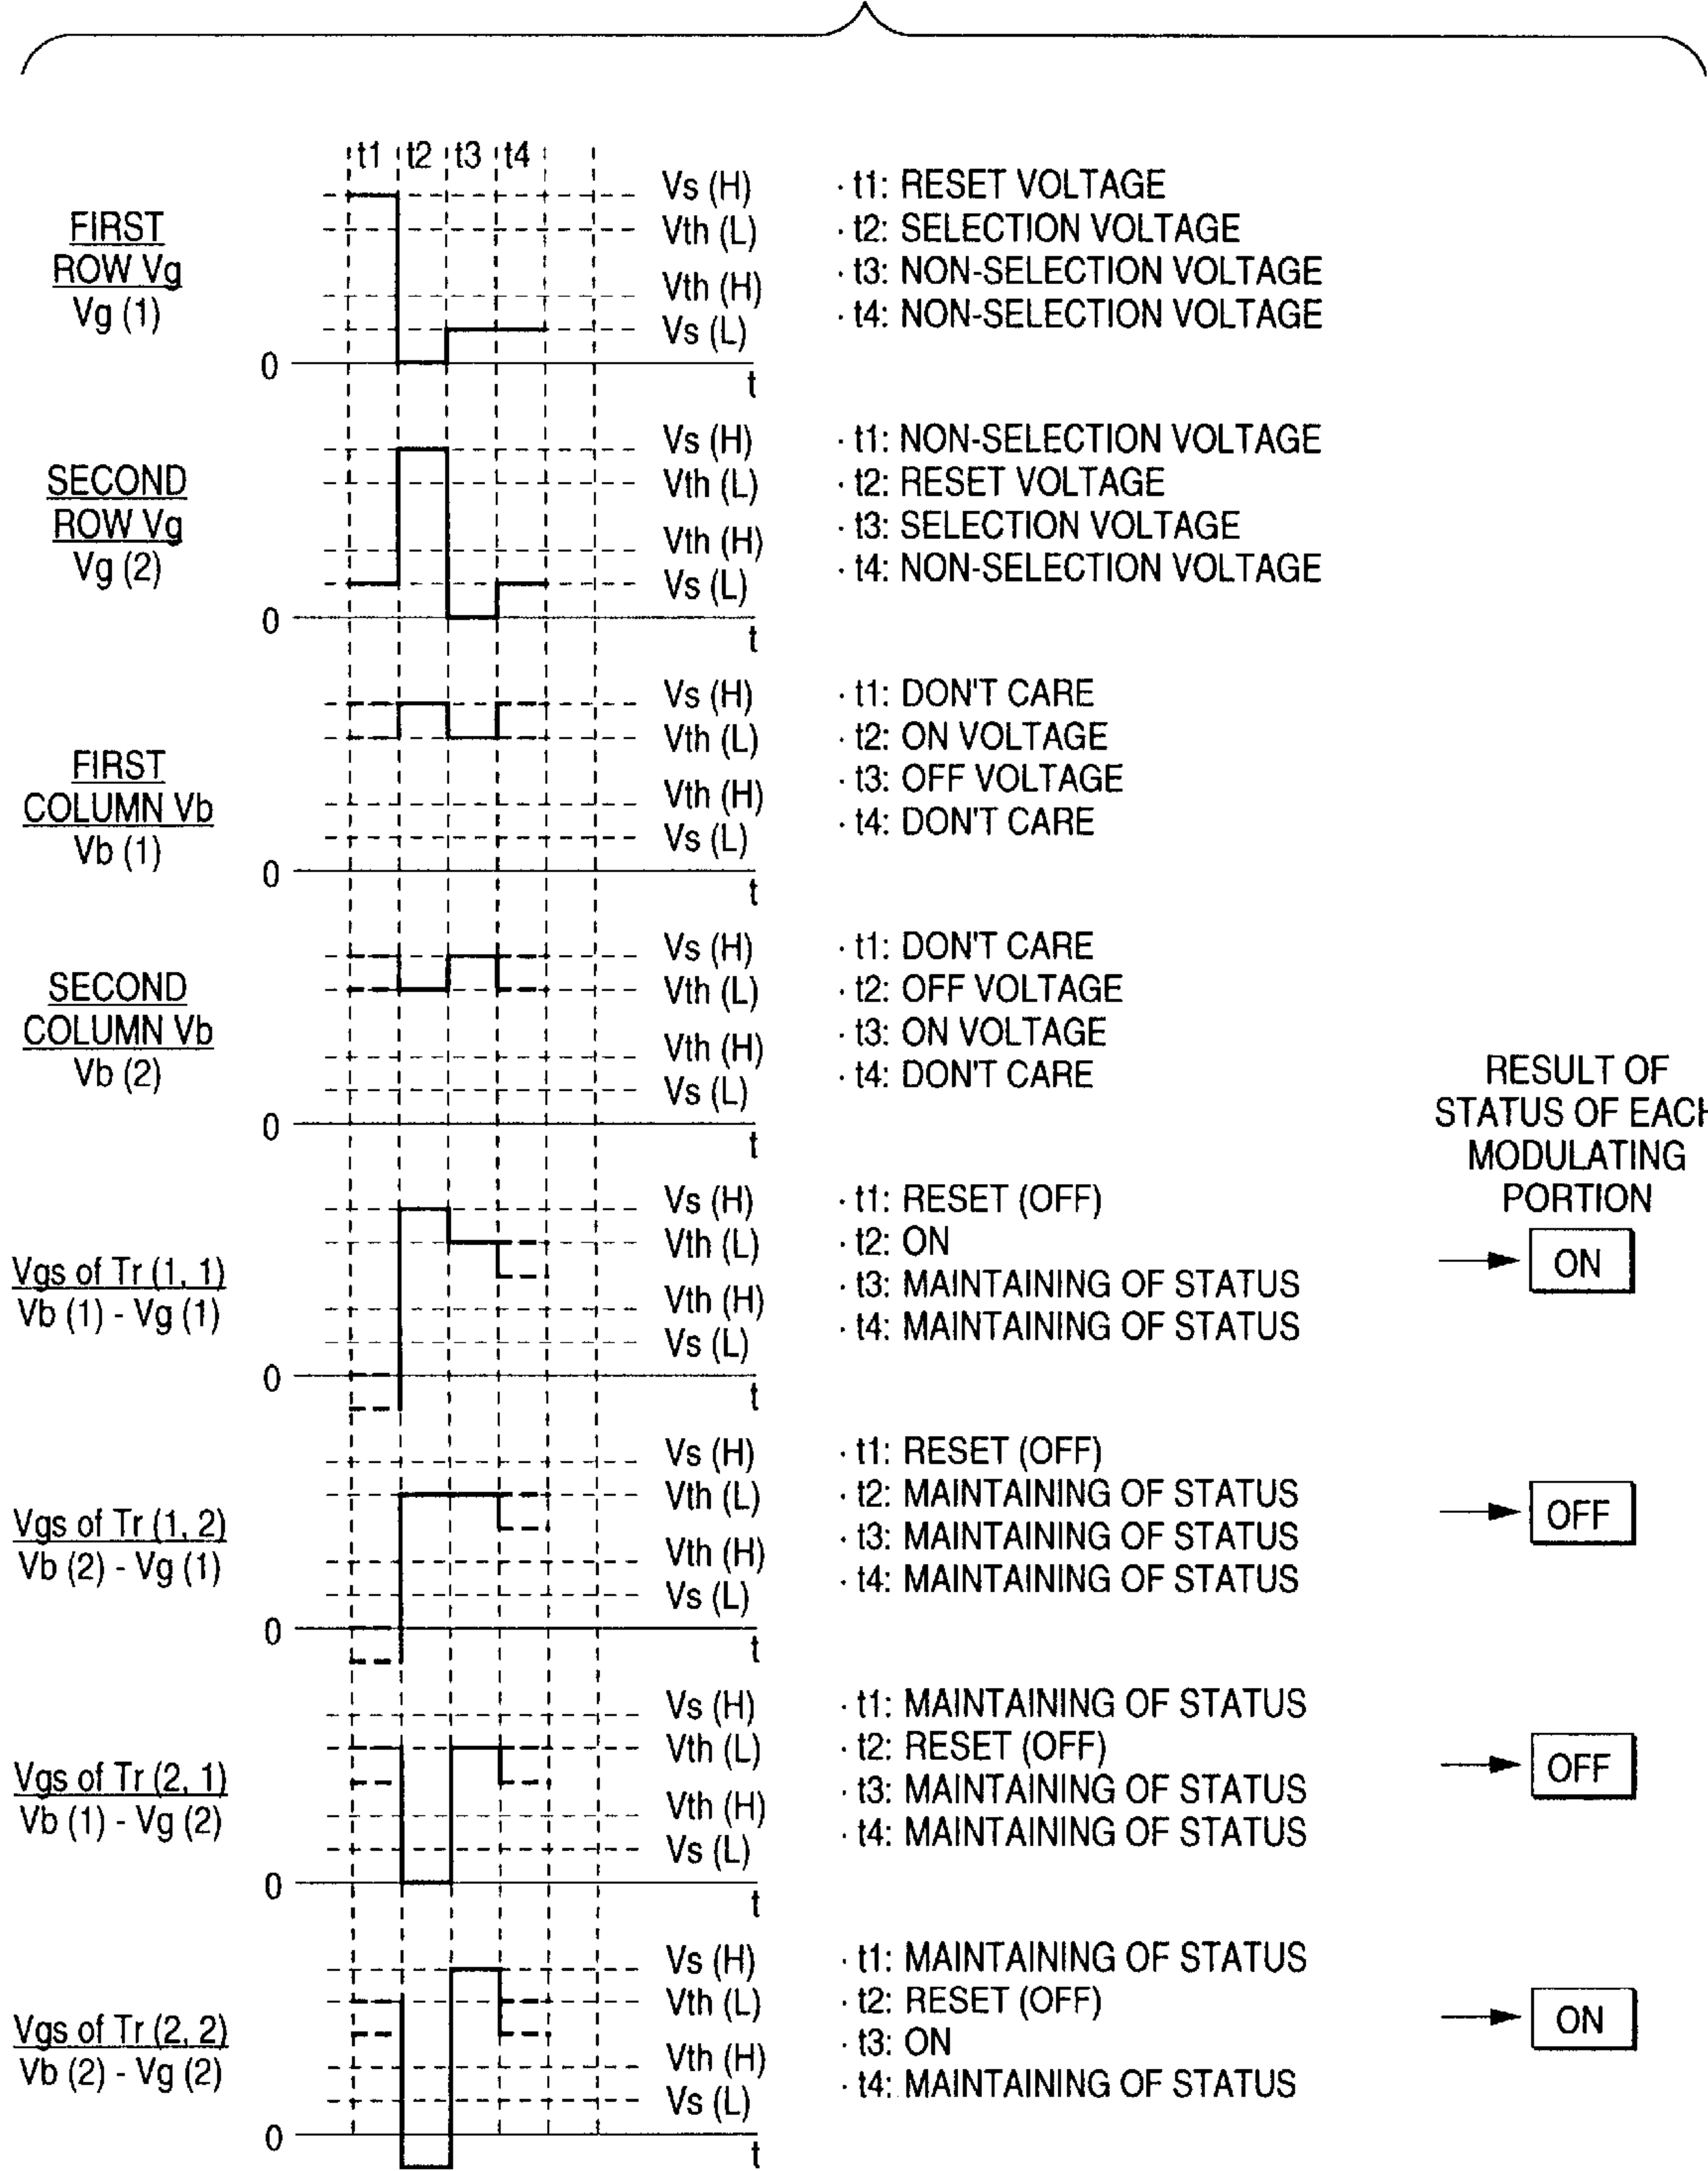 t1 t2 t3 t4
FIRST
ROW Vg
Vg (1)
Vs (H)
Vth (L)
Vth (H)
Vs (L)
0
t
· t1: RESET VOLTAGE
· t2: SELECTION VOLTAGE
· t3: NON-SELECTION VOLTAGE
· t4: NON-SELECTION VOLTAGE
SECOND
ROW Vg
Vg (2)
Vs (H)
Vth (L)
Vth (H)
Vs (L)
0
t
· t1: NON-SELECTION VOLTAGE
· t2: RESET VOLTAGE
· t3: SELECTION VOLTAGE
· t4: NON-SELECTION VOLTAGE
FIRST
COLUMN Vb
Vb (1)
Vs (H)
Vth (L)
Vth (H)
Vs (L)
0
t
· t1: DON'T CARE
· t2: ON VOLTAGE
· t3: OFF VOLTAGE
· t4: DON'T CARE
SECOND
COLUMN Vb
Vb (2)
Vs (H)
Vth (L)
Vth (H)
Vs (L)
0
t
· t1: DON'T CARE
· t2: OFF VOLTAGE
· t3: ON VOLTAGE
· t4: DON'T CARE
RESULT OF
STATUS OF EACH
MODULATING
PORTION
Vgs of Tr (1, 1)
Vb (1) - Vg (1)
Vs (H)
Vth (L)
Vth (H)
Vs (L)
0
t
· t1: RESET (OFF)
· t2: ON
· t3: MAINTAINING OF STATUS
· t4: MAINTAINING OF STATUS
ON
Vgs of Tr (1, 2)
Vb (2) - Vg (1)
Vs (H)
Vth (L)
Vth (H)
Vs (L)
0
t
· t1: RESET (OFF)
· t2: MAINTAINING OF STATUS
· t3: MAINTAINING OF STATUS
· t4: MAINTAINING OF STATUS
OFF
Vgs of Tr (2, 1)
Vb (1) - Vg (2)
Vs (H)
Vth (L)
Vth (H)
Vs (L)
0
t
· t1: MAINTAINING OF STATUS
· t2: RESET (OFF)
· t3: MAINTAINING OF STATUS
· t4: MAINTAINING OF STATUS
OFF
Vgs of Tr (2, 2)
Vb (2) - Vg (2)
Vs (H)
Vth (L)
Vth (H)
Vs (L)
0
t
· t1: MAINTAINING OF STATUS
· t2: RESET (OFF)
· t3: ON
· t4: MAINTAINING OF STATUS
ON